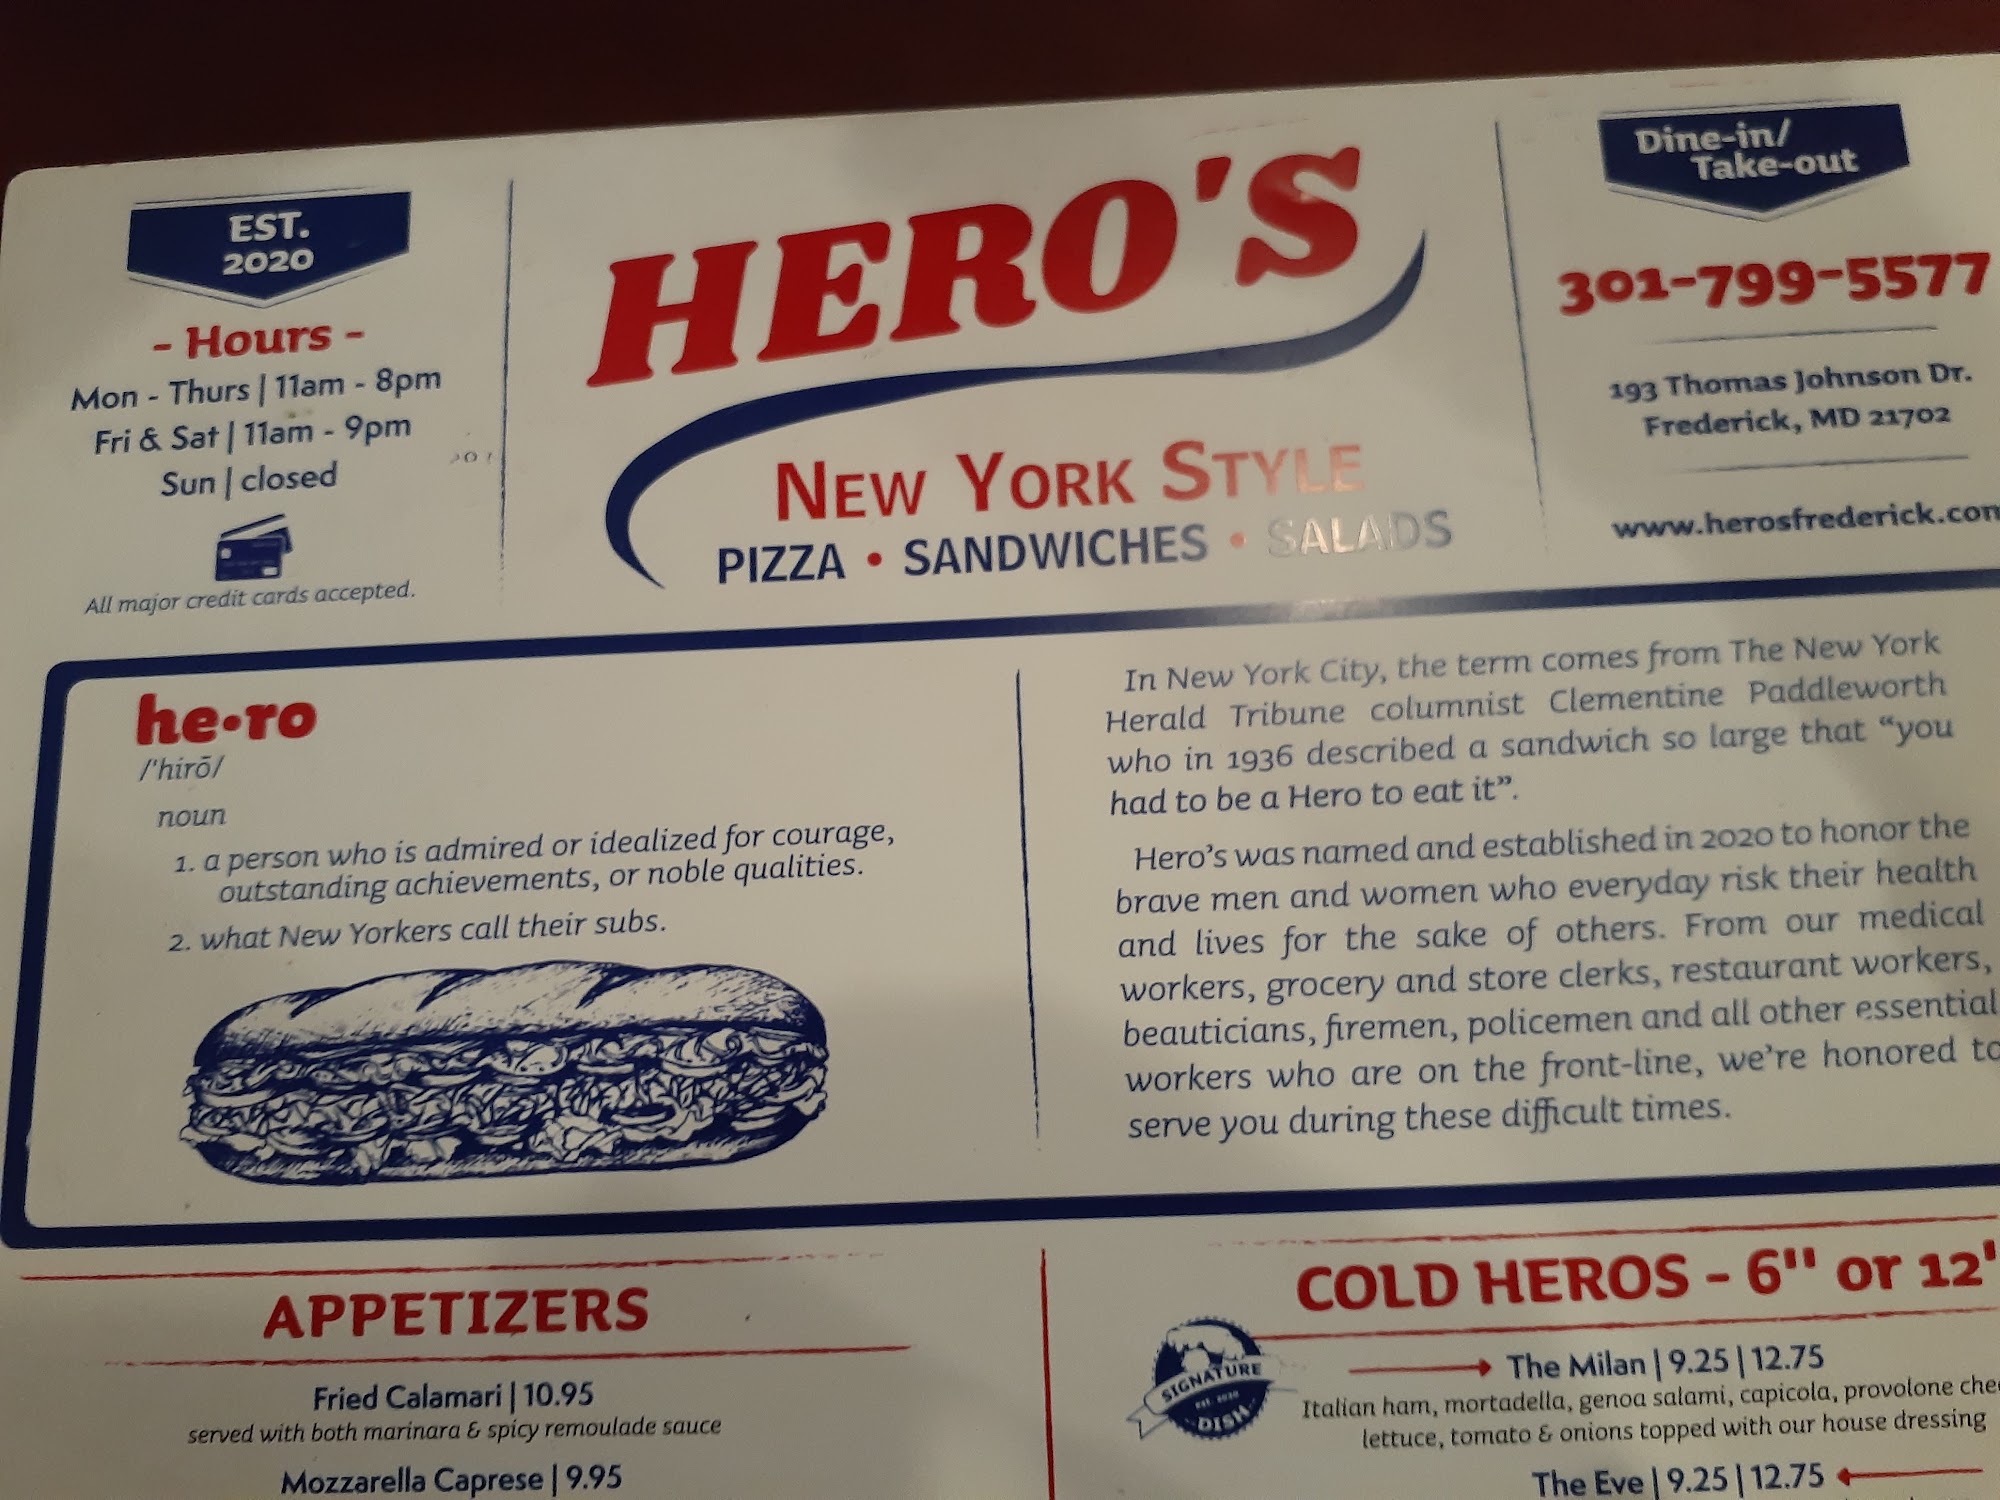 EST.
2020
- Hours -
Mon - Thurs | 11am - 8pm
Fri & Sat | 11am - 9pm
Sun | closed
All major credit cards accepted.
HERO'S
NEW YORK STYLE
PIZZA • SANDWICHES • SALADS
Dine-in/
Take-out
301-799-5577
193 Thomas Johnson Dr.
Frederick, MD 21702
www.herosfrederick.com
he•ro
/'hirō/
noun
1. a person who is admired or idealized for courage,
outstanding achievements, or noble qualities.
2. what New Yorkers call their subs.
In New York City, the term comes from The New York
Herald Tribune columnist Clementine Paddleworth
who in 1936 described a sandwich so large that “you
had to be a Hero to eat it”.
Hero’s was named and established in 2020 to honor the
brave men and women who everyday risk their health
and lives for the sake of others. From our medical
workers, grocery and store clerks, restaurant workers,
beauticians, firemen, policemen and all other essential
workers who are on the front-line, we’re honored to
serve you during these difficult times.
APPETIZERS
Fried Calamari | 10.95
served with both marinara & spicy remoulade sauce
Mozzarella Caprese | 9.95
COLD HEROS - 6" or 12"
SIGNATURE
EST. 2020
DISH
The Milan | 9.25 | 12.75
Italian ham, mortadella, genoa salami, capicola, provolone chee
lettuce, tomato & onions topped with our house dressing
The Eve | 9.25 | 12.75